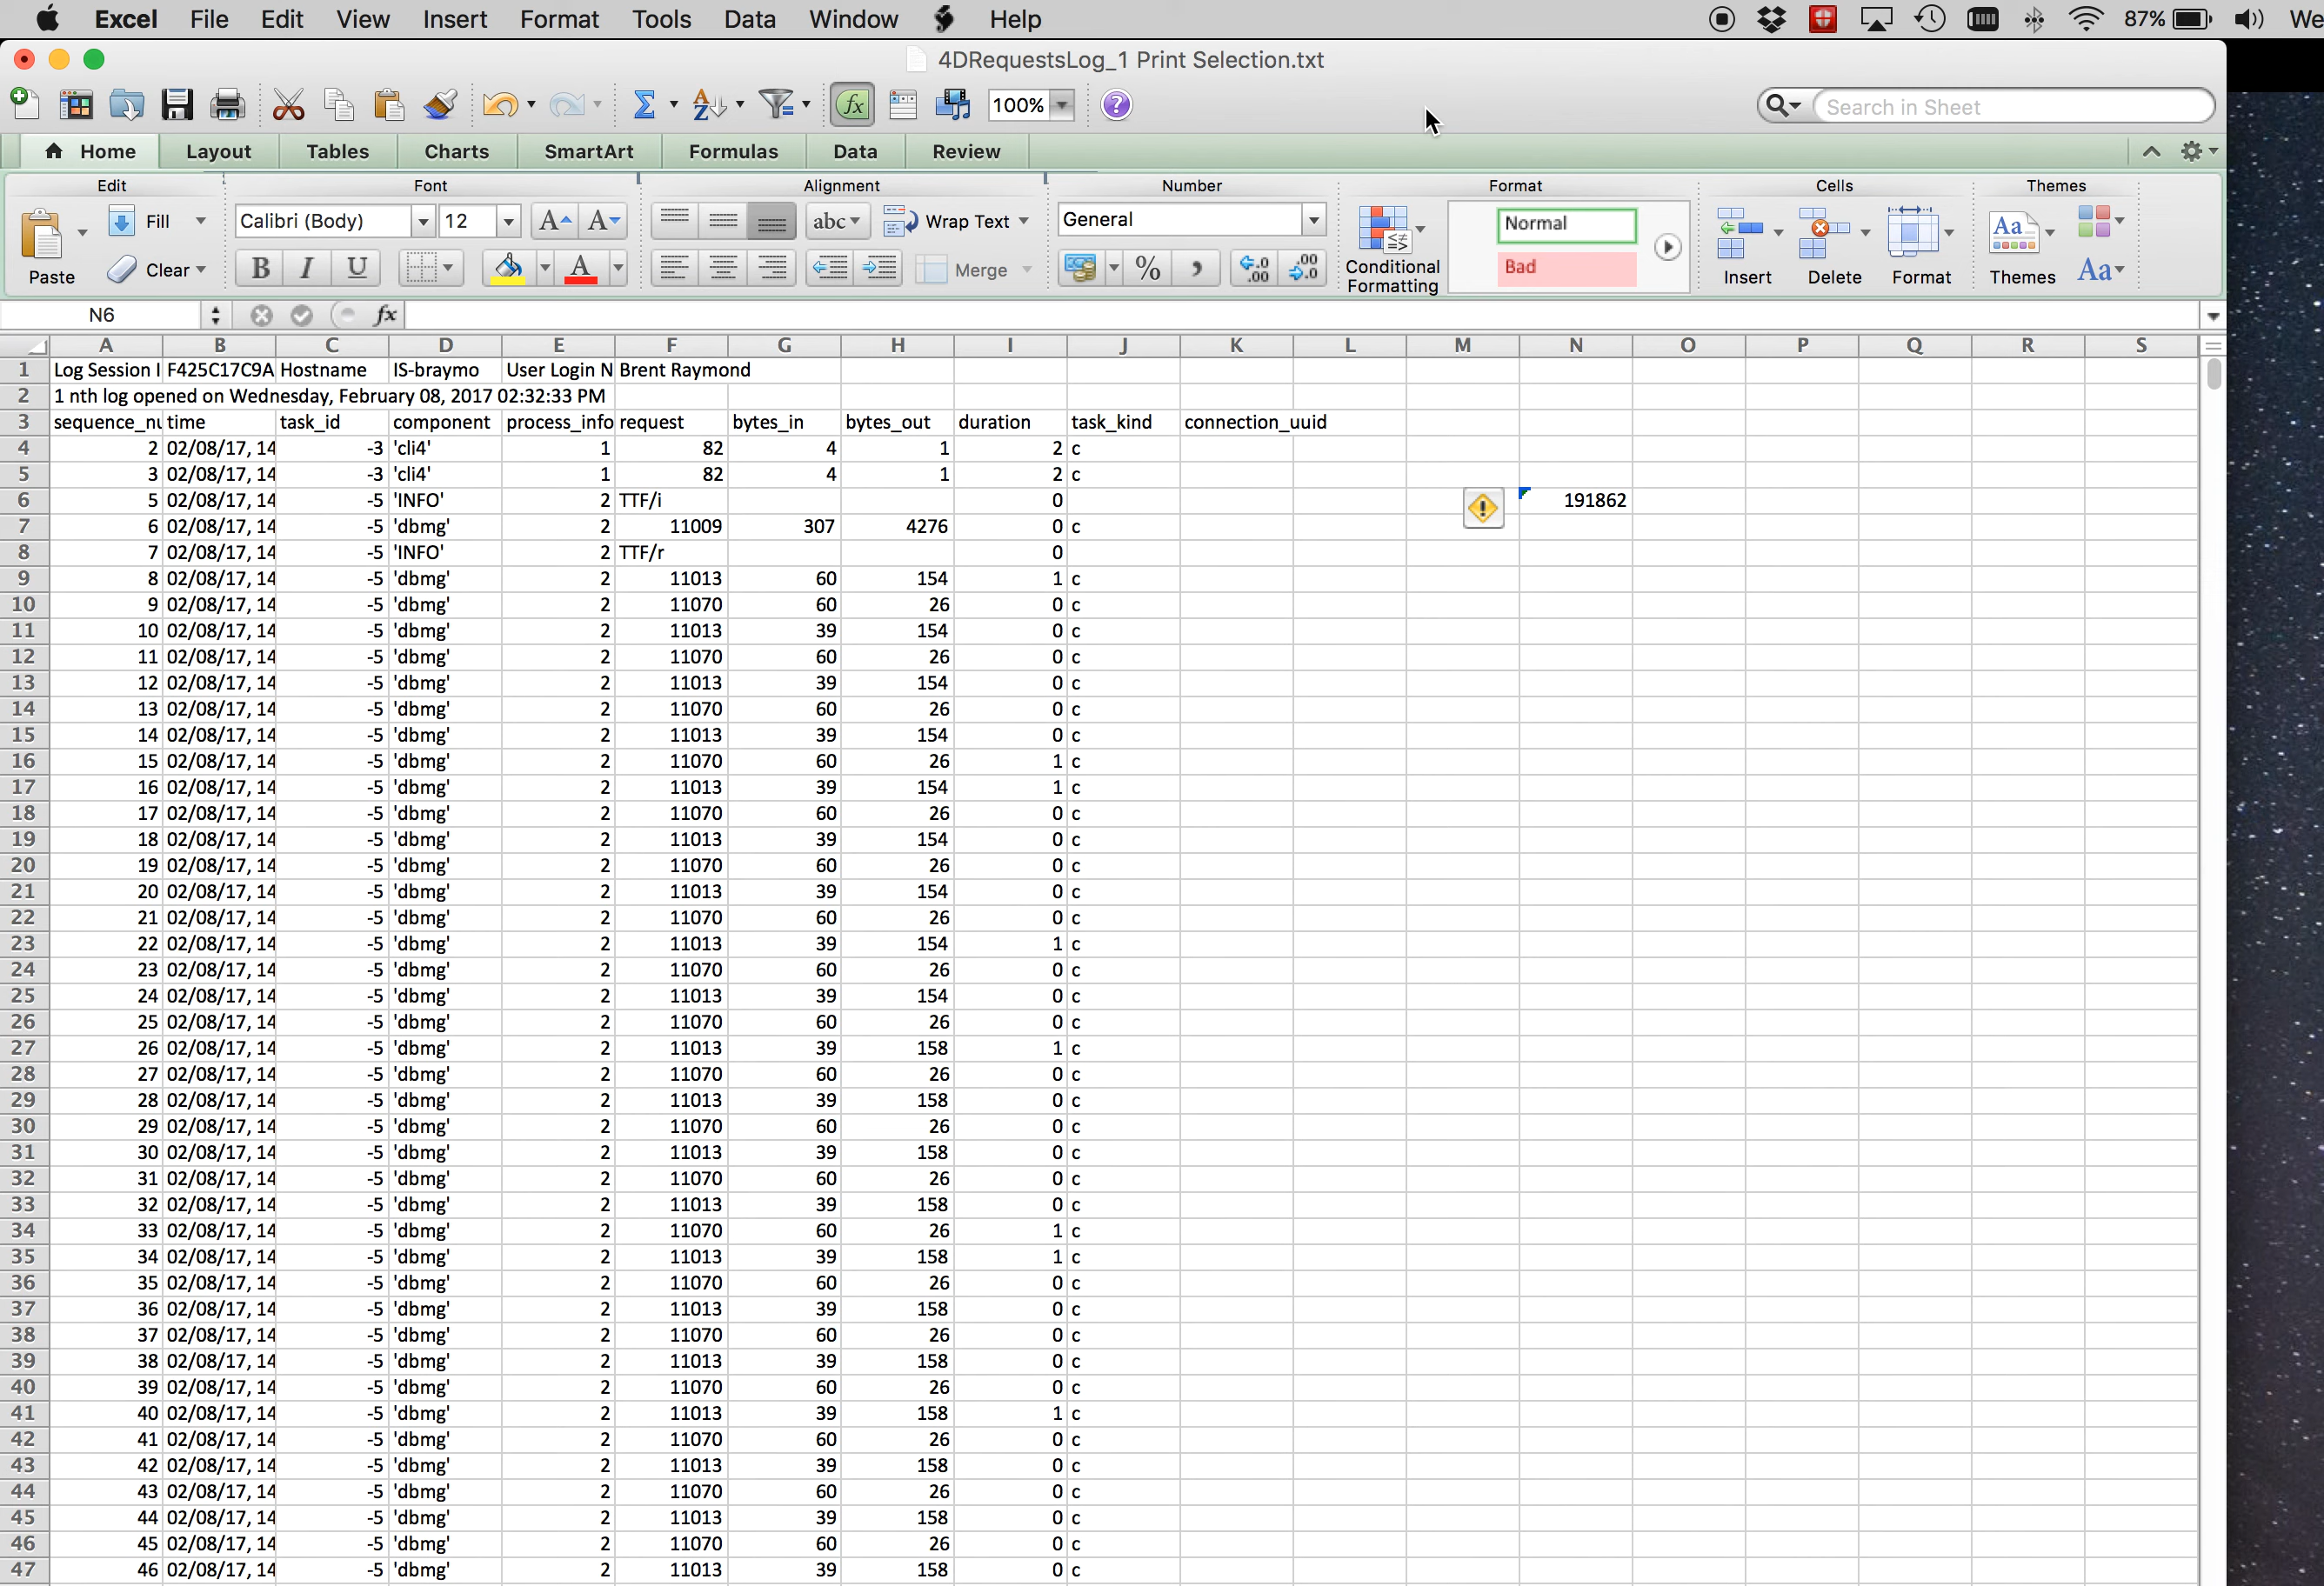 Excel File Edit View Insert Format Tools Data Window Help 87% We
4DRequestsLog_1 Print Selection.txt
100% Search in Sheet
Home Layout Tables Charts SmartArt Formulas Data Review
Edit Font Alignment Number Format Cells Themes
Fill Calibri (Body) 12 abc Wrap Text General Normal
Paste Clear B I U A Merge % Conditional Formatting Bad Insert Delete Format Themes Aa
N6 fx
A B C D E F G H I J K L M N O P Q R S
1 Log Session I F425C17C9A Hostname IS-braymo User Login N Brent Raymond
2 1 nth log opened on Wednesday, February 08, 2017 02:32:33 PM
3 sequence_nu time task_id component process_info request bytes_in bytes_out duration task_kind connection_uuid
4 2 02/08/17, 14 -3 'cli4' 1 82 4 1 2 c
5 3 02/08/17, 14 -3 'cli4' 1 82 4 1 2 c
6 5 02/08/17, 14 -5 'INFO' 2 TTF/i 0 191862
7 6 02/08/17, 14 -5 'dbmg' 2 11009 307 4276 0 c
8 7 02/08/17, 14 -5 'INFO' 2 TTF/r 0
9 8 02/08/17, 14 -5 'dbmg' 2 11013 60 154 1 c
10 9 02/08/17, 14 -5 'dbmg' 2 11070 60 26 0 c
11 10 02/08/17, 14 -5 'dbmg' 2 11013 39 154 0 c
12 11 02/08/17, 14 -5 'dbmg' 2 11070 60 26 0 c
13 12 02/08/17, 14 -5 'dbmg' 2 11013 39 154 0 c
14 13 02/08/17, 14 -5 'dbmg' 2 11070 60 26 0 c
15 14 02/08/17, 14 -5 'dbmg' 2 11013 39 154 0 c
16 15 02/08/17, 14 -5 'dbmg' 2 11070 60 26 1 c
17 16 02/08/17, 14 -5 'dbmg' 2 11013 39 154 1 c
18 17 02/08/17, 14 -5 'dbmg' 2 11070 60 26 0 c
19 18 02/08/17, 14 -5 'dbmg' 2 11013 39 154 0 c
20 19 02/08/17, 14 -5 'dbmg' 2 11070 60 26 0 c
21 20 02/08/17, 14 -5 'dbmg' 2 11013 39 154 0 c
22 21 02/08/17, 14 -5 'dbmg' 2 11070 60 26 0 c
23 22 02/08/17, 14 -5 'dbmg' 2 11013 39 154 1 c
24 23 02/08/17, 14 -5 'dbmg' 2 11070 60 26 0 c
25 24 02/08/17, 14 -5 'dbmg' 2 11013 39 154 0 c
26 25 02/08/17, 14 -5 'dbmg' 2 11070 60 26 0 c
27 26 02/08/17, 14 -5 'dbmg' 2 11013 39 158 1 c
28 27 02/08/17, 14 -5 'dbmg' 2 11070 60 26 0 c
29 28 02/08/17, 14 -5 'dbmg' 2 11013 39 158 0 c
30 29 02/08/17, 14 -5 'dbmg' 2 11070 60 26 0 c
31 30 02/08/17, 14 -5 'dbmg' 2 11013 39 158 0 c
32 31 02/08/17, 14 -5 'dbmg' 2 11070 60 26 0 c
33 32 02/08/17, 14 -5 'dbmg' 2 11013 39 158 0 c
34 33 02/08/17, 14 -5 'dbmg' 2 11070 60 26 1 c
35 34 02/08/17, 14 -5 'dbmg' 2 11013 39 158 1 c
36 35 02/08/17, 14 -5 'dbmg' 2 11070 60 26 0 c
37 36 02/08/17, 14 -5 'dbmg' 2 11013 39 158 0 c
38 37 02/08/17, 14 -5 'dbmg' 2 11070 60 26 0 c
39 38 02/08/17, 14 -5 'dbmg' 2 11013 39 158 0 c
40 39 02/08/17, 14 -5 'dbmg' 2 11070 60 26 0 c
41 40 02/08/17, 14 -5 'dbmg' 2 11013 39 158 1 c
42 41 02/08/17, 14 -5 'dbmg' 2 11070 60 26 0 c
43 42 02/08/17, 14 -5 'dbmg' 2 11013 39 158 0 c
44 43 02/08/17, 14 -5 'dbmg' 2 11070 60 26 0 c
45 44 02/08/17, 14 -5 'dbmg' 2 11013 39 158 0 c
46 45 02/08/17, 14 -5 'dbmg' 2 11070 60 26 0 c
47 46 02/08/17, 14 -5 'dbmg' 2 11013 39 158 0 c